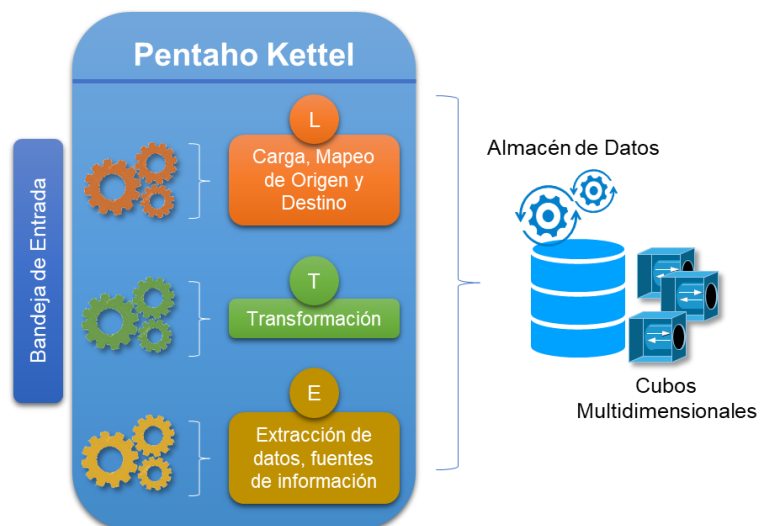 Pentaho Kettel
Bandeja de Entrada
L
Carga, Mapeo
de Origen y
Destino
T
Transformación
E
Extracción de
datos, fuentes
de información
Almacén de Datos
Cubos
Multidimensionales